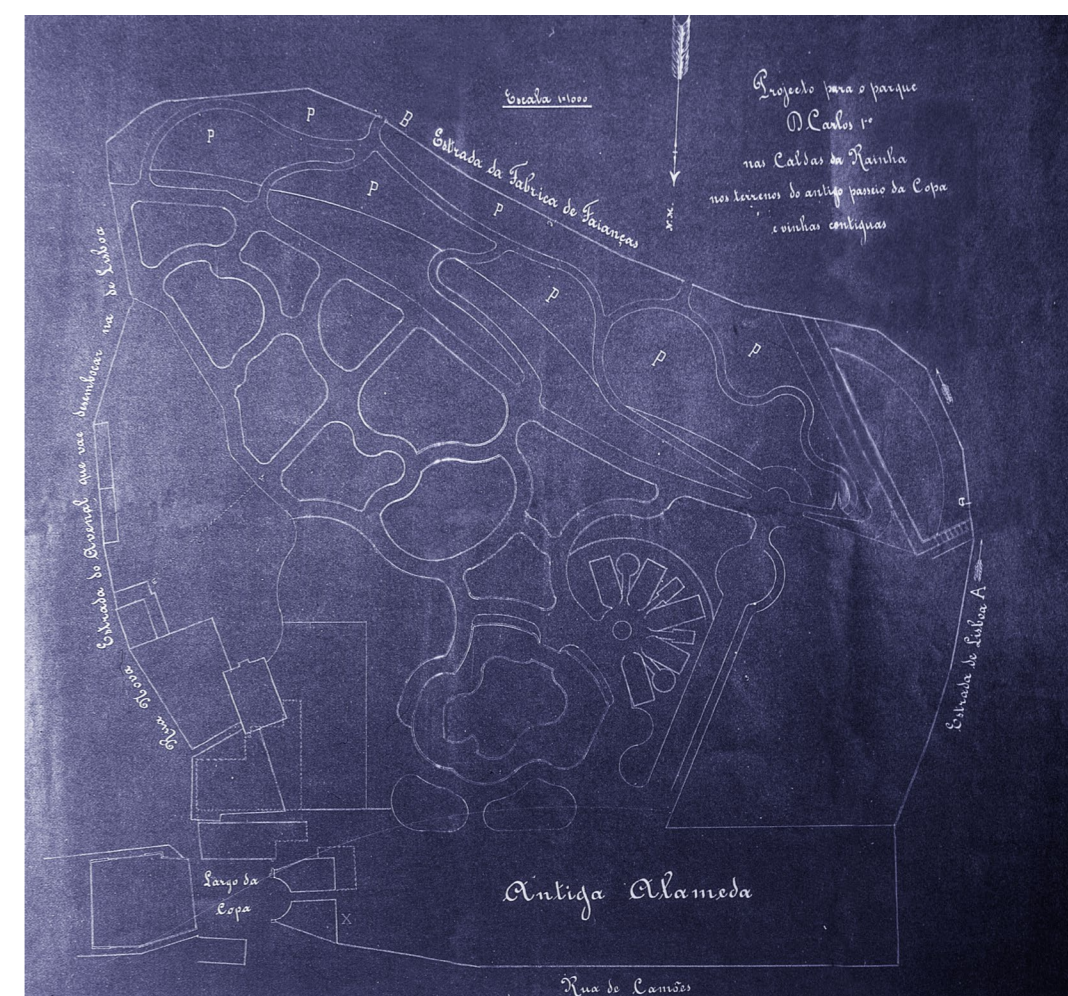 Escala 1:1000
Projecto para o parque
D. Carlos 1º
nas Caldas da Rainha
nos terrenos do antigo passeio da Copa
e vinhas contiguas
N.M.
B
Estrada da Fabrica de Faianças
P
P
P
P
P
P
P
Estrada do Avenal que vae desembocar na de Lisboa
Rua Nova
A
Estrada de Lisboa A
Largo da
Copa
X
Antiga Alameda
Rua de Camões